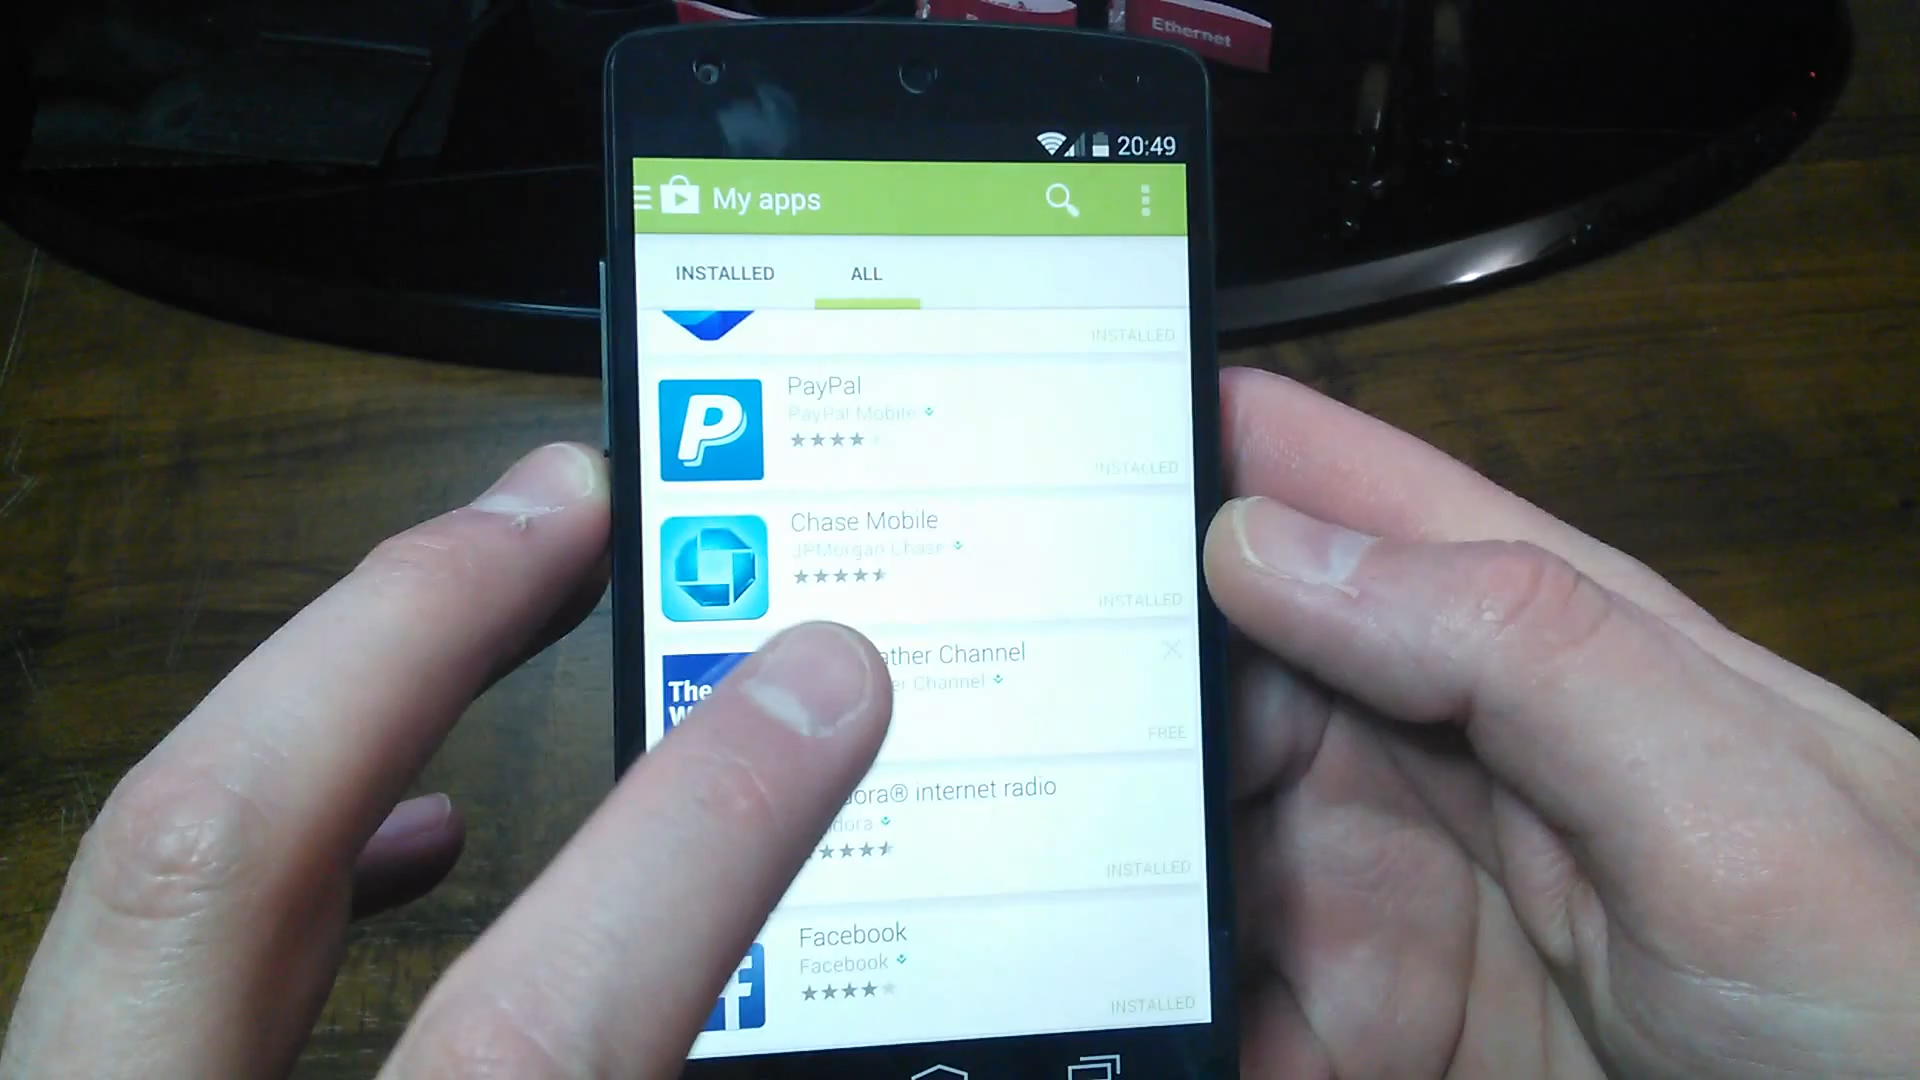 Ethernet
20:49
My apps
INSTALLED
ALL
INSTALLED
PayPal
PayPal Mobile
INSTALLED
Chase Mobile
JPMorgan Chase
INSTALLED
The
ather Channel
er Channel
FREE
dora® internet radio
dora
INSTALLED
Facebook
Facebook
INSTALLED